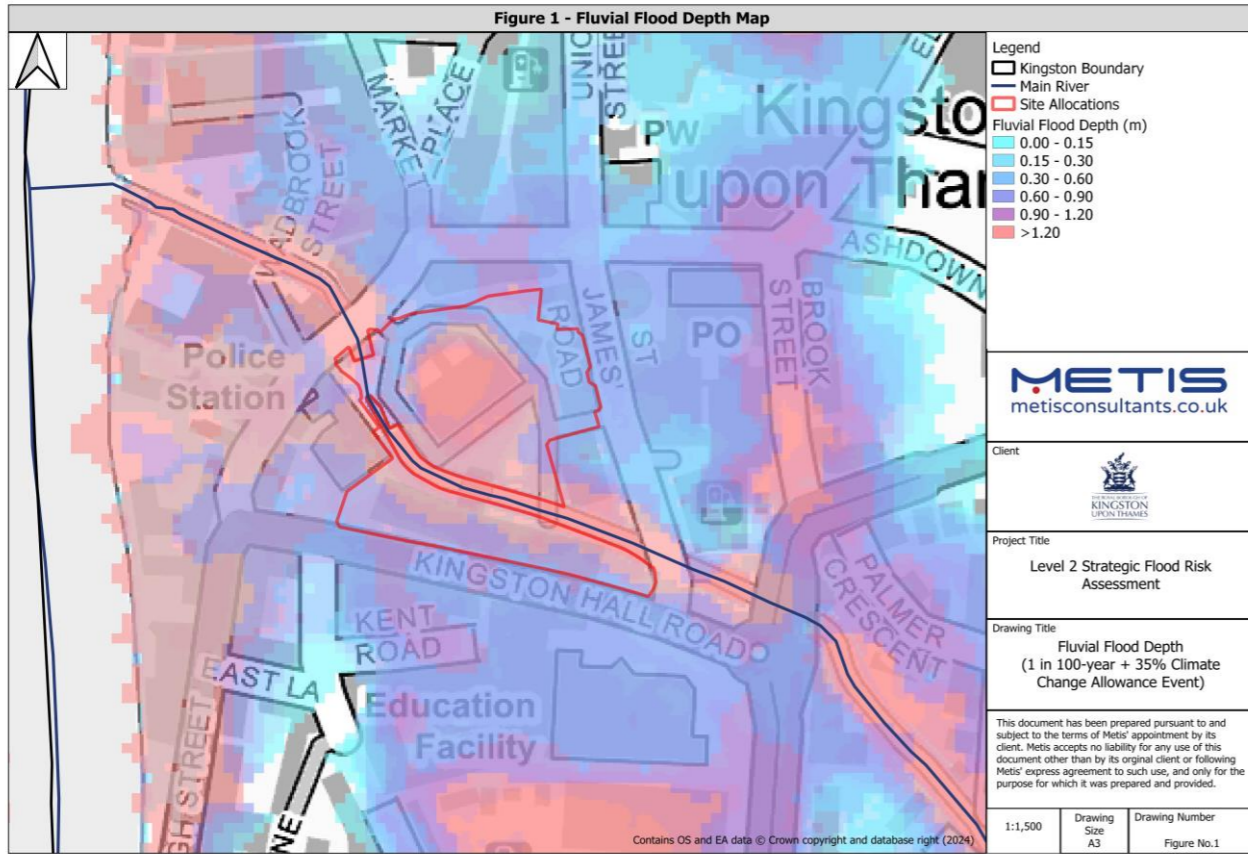 Figure 1 - Fluvial Flood Depth Map
MARKET
PLACE
UNIO
STREE
EL
PW
Kingsto
upon Than
WADBROOK
STREET
ASHDOWN
Police
Station
ROAD
JAMES'
ST
PO
BROOK
STREET
KINGSTON HALL ROAD
PALMER
CRESCENT
KENT
ROAD
EAST LA
Education
Facility
GH STREET
NE
Contains OS and EA data © Crown copyright and database right (2024)
Legend
Kingston Boundary
Main River
Site Allocations
Fluvial Flood Depth (m)
0.00 - 0.15
0.15 - 0.30
0.30 - 0.60
0.60 - 0.90
0.90 - 1.20
>1.20
METIS
metisconsultants.co.uk
Client
THE ROYAL BOROUGH OF
KINGSTON
UPON THAMES
Project Title
Level 2 Strategic Flood Risk
Assessment
Drawing Title
Fluvial Flood Depth
(1 in 100-year + 35% Climate
Change Allowance Event)
This document has been prepared pursuant to and
subject to the terms of Metis' appointment by its
client. Metis accepts no liability for any use of this
document other than by its orginal client or following
Metis' express agreement to such use, and only for the
purpose for which it was prepared and provided.
1:1,500
Drawing
Size
A3
Drawing Number
Figure No.1